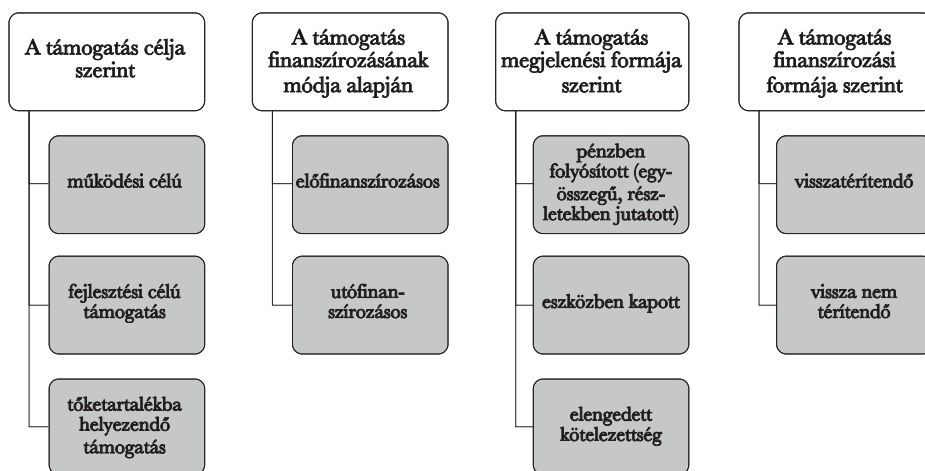 A támogatás célja
szerint
működési célú
fejlesztési célú
támogatás
tőketartalékba
helyezendő
támogatás
A támogatás
finanszírozásának
módja alapján
előfinanszírozásos
utófinan-
szírozásos
A támogatás
megjelenési formája
szerint
pénzben
folyósított (egy-
összegű, rész-
letekben jutatott)
eszközben kapott
elengedett
kötelezettség
A támogatás
finanszírozási
formája szerint
visszatérítendő
vissza nem
térítendő